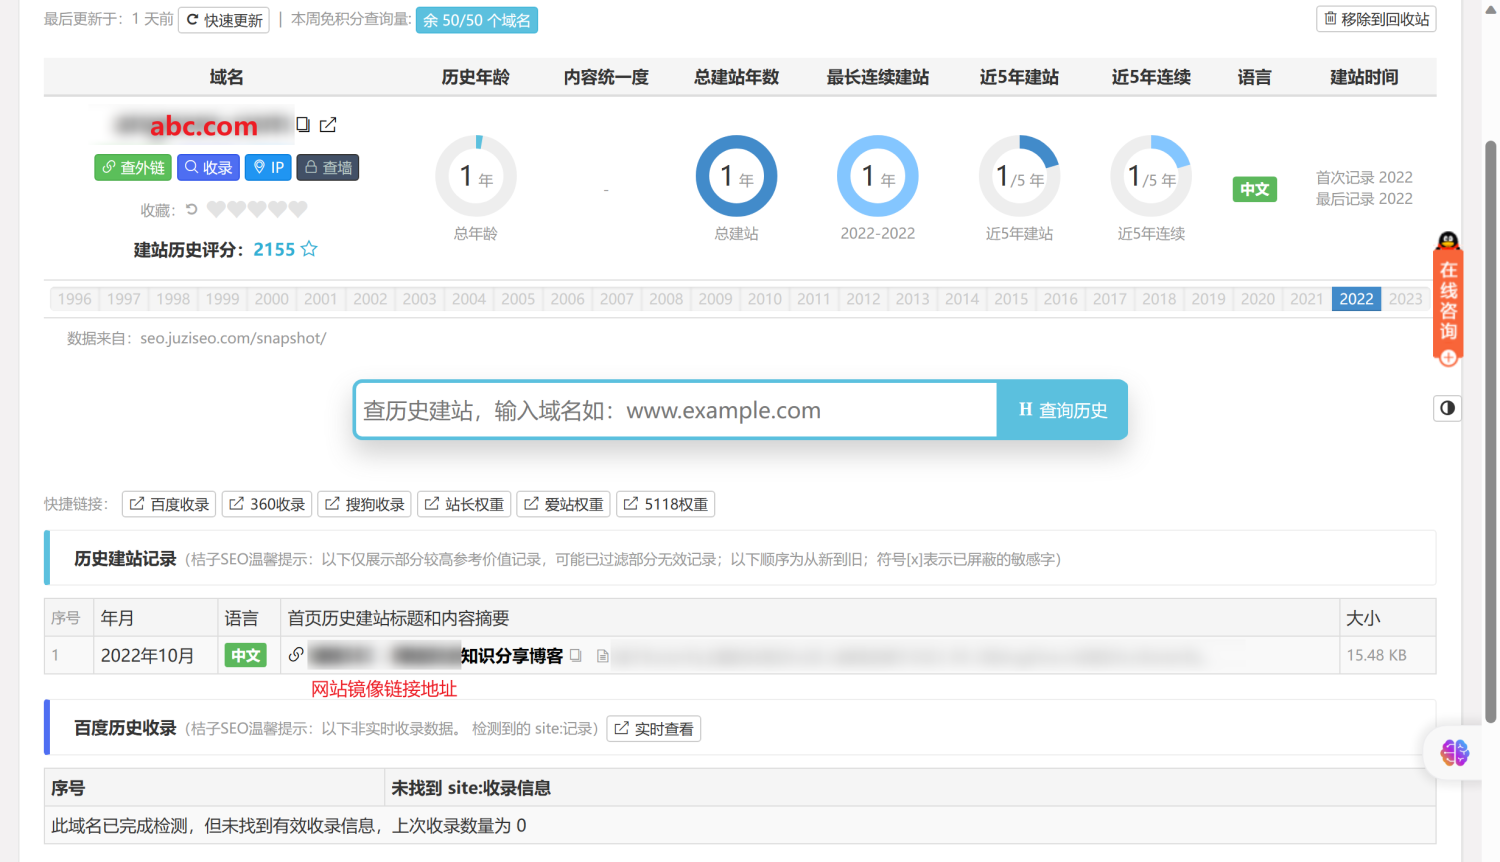 最后更新于：1 天前 快速更新 | 本周免积分查询量: 余 50/50 个域名 移除到回收站
域名 历史年龄 内容统一度 总建站年数 最长连续建站 近5年建站 近5年连续 语言 建站时间
abc.com
查外链 收录 IP 查墙
收藏：
建站历史评分：2155
1 年
总年龄
-
1 年
总建站
1 年
2022-2022
1/5 年
近5年建站
1/5 年
近5年连续
中文
首次记录 2022
最后记录 2022
1996 1997 1998 1999 2000 2001 2002 2003 2004 2005 2006 2007 2008 2009 2010 2011 2012 2013 2014 2015 2016 2017 2018 2019 2020 2021 2022 2023
在线咨询
数据来自：seo.juziseo.com/snapshot/
查历史建站，输入域名如：www.example.com H 查询历史
快捷链接： 百度收录 360收录 搜狗收录 站长权重 爱站权重 5118权重
历史建站记录（桔子SEO温馨提示：以下仅展示部分较高参考价值记录，可能已过滤部分无效记录；以下顺序为从新到旧；符号[x]表示已屏蔽的敏感字）
序号 年月 语言 首页历史建站标题和内容摘要 大小
1 2022年10月 中文 知识分享博客 15.48 KB
网站镜像链接地址
百度历史收录（桔子SEO温馨提示：以下非实时收录数据。 检测到的 site:记录） 实时查看
序号 未找到 site:收录信息
此域名已完成检测，但未找到有效收录信息，上次收录数量为 0